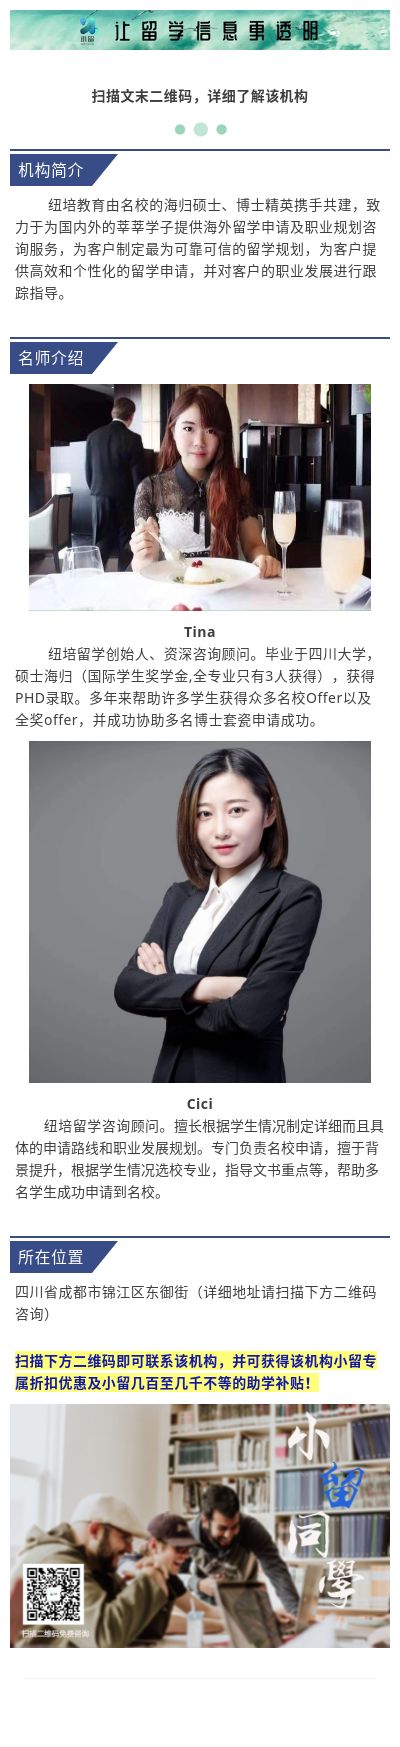 小留
让留学信息更透明
扫描文末二维码，详细了解该机构
机构简介
纽培教育由名校的海归硕士、博士精英携手共建，致
力于为国内外的莘莘学子提供海外留学申请及职业规划咨
询服务，为客户制定最为可靠可信的留学规划，为客户提
供高效和个性化的留学申请，并对客户的职业发展进行跟
踪指导。
名师介绍
Tina
纽培留学创始人、资深咨询顾问。毕业于四川大学，
硕士海归（国际学生奖学金,全专业只有3人获得），获得
PHD录取。多年来帮助许多学生获得众多名校Offer以及
全奖offer，并成功协助多名博士套瓷申请成功。
Cici
纽培留学咨询顾问。擅长根据学生情况制定详细而且具
体的申请路线和职业发展规划。专门负责名校申请，擅于背
景提升，根据学生情况选校专业，指导文书重点等，帮助多
名学生成功申请到名校。
所在位置
四川省成都市锦江区东御街（详细地址请扫描下方二维码
咨询）
扫描下方二维码即可联系该机构，并可获得该机构小留专
属折扣优惠及小留几百至几千不等的助学补贴！
小留同學
扫描二维码免费咨询